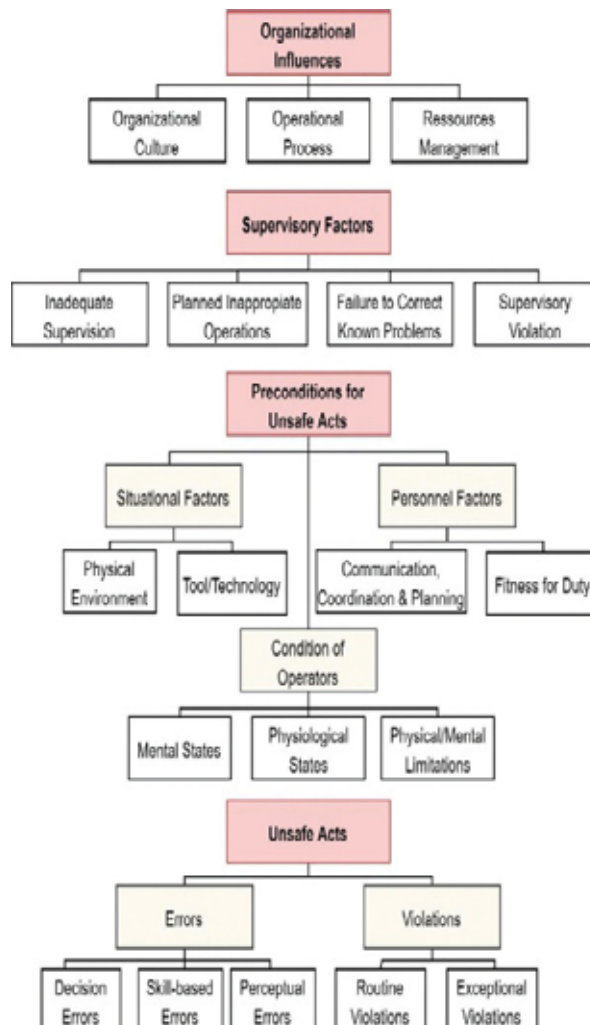 Organizational
Influences
Organizational
Culture
Operational
Process
Ressources
Management
Supervisory Factors
Inadequate
Supervision
Planned Inappropiate
Operations
Failure to Correct
Known Problems
Supervisory
Violation
Preconditions for
Unsafe Acts
Situational Factors
Personnel Factors
Physical
Environment
Tool/Technology
Communication,
Coordination & Planning
Fitness for Duty
Condition of
Operators
Mental States
Physiological
States
Physical/Mental
Limitations
Unsafe Acts
Errors
Violations
Decision
Errors
Skill-based
Errors
Perceptual
Errors
Routine
Violations
Exceptional
Violations